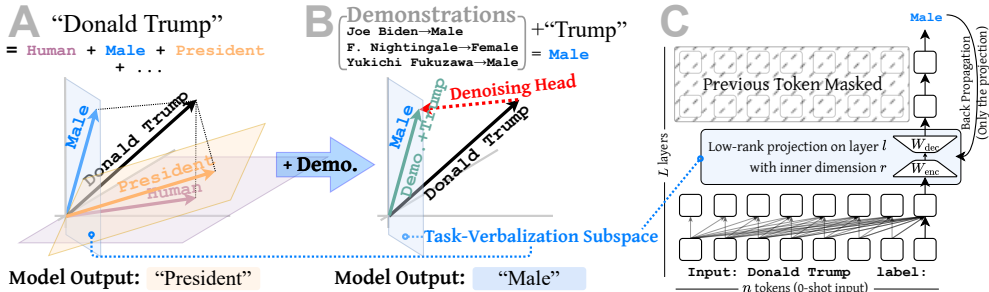 A
“Donald Trump”
= Human + Male + President
+ ...
Male
Donald Trump
President
Human
Model Output: “President”
+ Demo.
B
Demonstrations
Joe Biden→Male
F. Nightingale→Female
Yukichi Fukuzawa→Male
+“Trump”
= Male
Denoising Head
Male
Demo.+Trump
Donald Trump
Task-Verbalization Subspace
Model Output: “Male”
C
Male
Previous Token Masked
Back Propagation
(Only the projection)
Low-rank projection on layer l
with inner dimension r
W_dec
W_enc
L layers
Input: Donald Trump label:
n tokens (0-shot input)